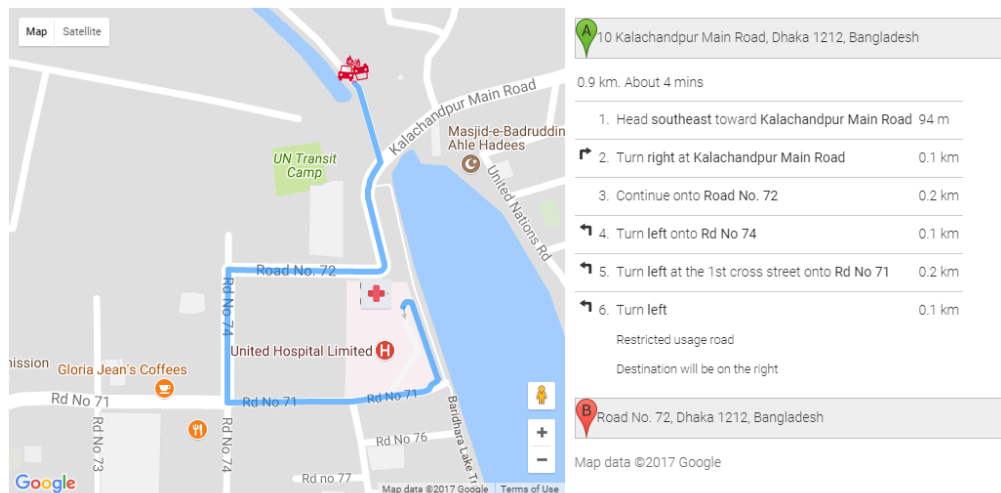 Map Satellite
Kalachandpur Main Road
Masjid-e-Badruddin
Ahle Hadees
UN Transit
Camp
United Nations Rd
Road No. 72
Rd No 74
United Hospital Limited H
ission
Gloria Jean's Coffees
Rd No 71
Rd No 71
Rd No 71
Rd No 73
Rd No 74
Rd No 76
Rd no 77
Baridhara Lake Tr
+
−
Google
Map data ©2017 Google Terms of Use
A
10 Kalachandpur Main Road, Dhaka 1212, Bangladesh
0.9 km. About 4 mins
1. Head southeast toward Kalachandpur Main Road 94 m
2. Turn right at Kalachandpur Main Road 0.1 km
3. Continue onto Road No. 72 0.2 km
4. Turn left onto Rd No 74 0.1 km
5. Turn left at the 1st cross street onto Rd No 71 0.2 km
6. Turn left 0.1 km
Restricted usage road
Destination will be on the right
B
Road No. 72, Dhaka 1212, Bangladesh
Map data ©2017 Google